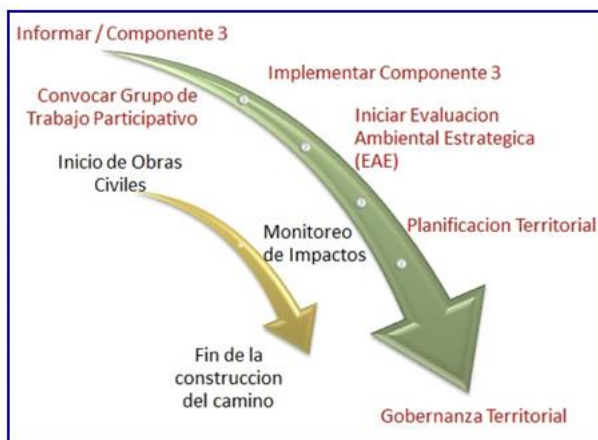 Informar / Componente 3
Implementar Componente 3
Convocar Grupo de
Trabajo Participativo
Iniciar Evaluacion
Ambiental Estrategica
(EAE)
Inicio de Obras
Civiles
Planificacion Territorial
Monitoreo
de Impactos
Fin de la
construccion
del camino
Gobernanza Territorial